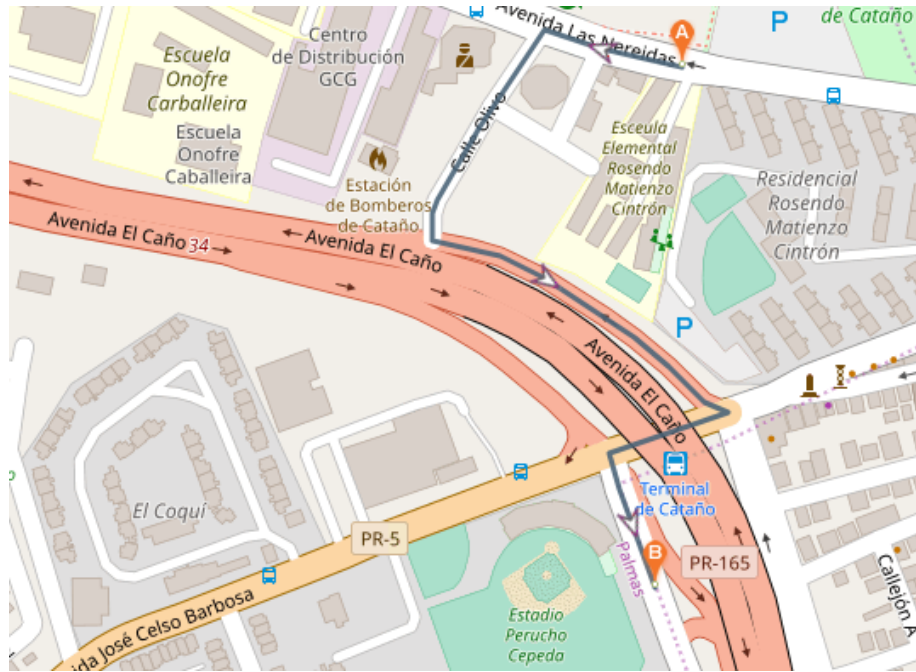 Avenida Las Nereidas
A
P
de Cataño
Centro
de Distribución
GCG
Escuela
Onofre
Carballeira
Escuela
Onofre
Caballeira
Calle Olivo
Esceula
Elemental
Rosendo
Matienzo
Cintrón
Residencial
Rosendo
Matienzo
Cintrón
Estación
de Bomberos
de Cataño
Avenida El Caño
34
Avenida El Caño
P
Avenida El Caño
Terminal
de Cataño
El Coquí
PR-5
Palmas
B
PR-165
Callejón A
Estadio
Perucho
Cepeda
nida José Celso Barbosa